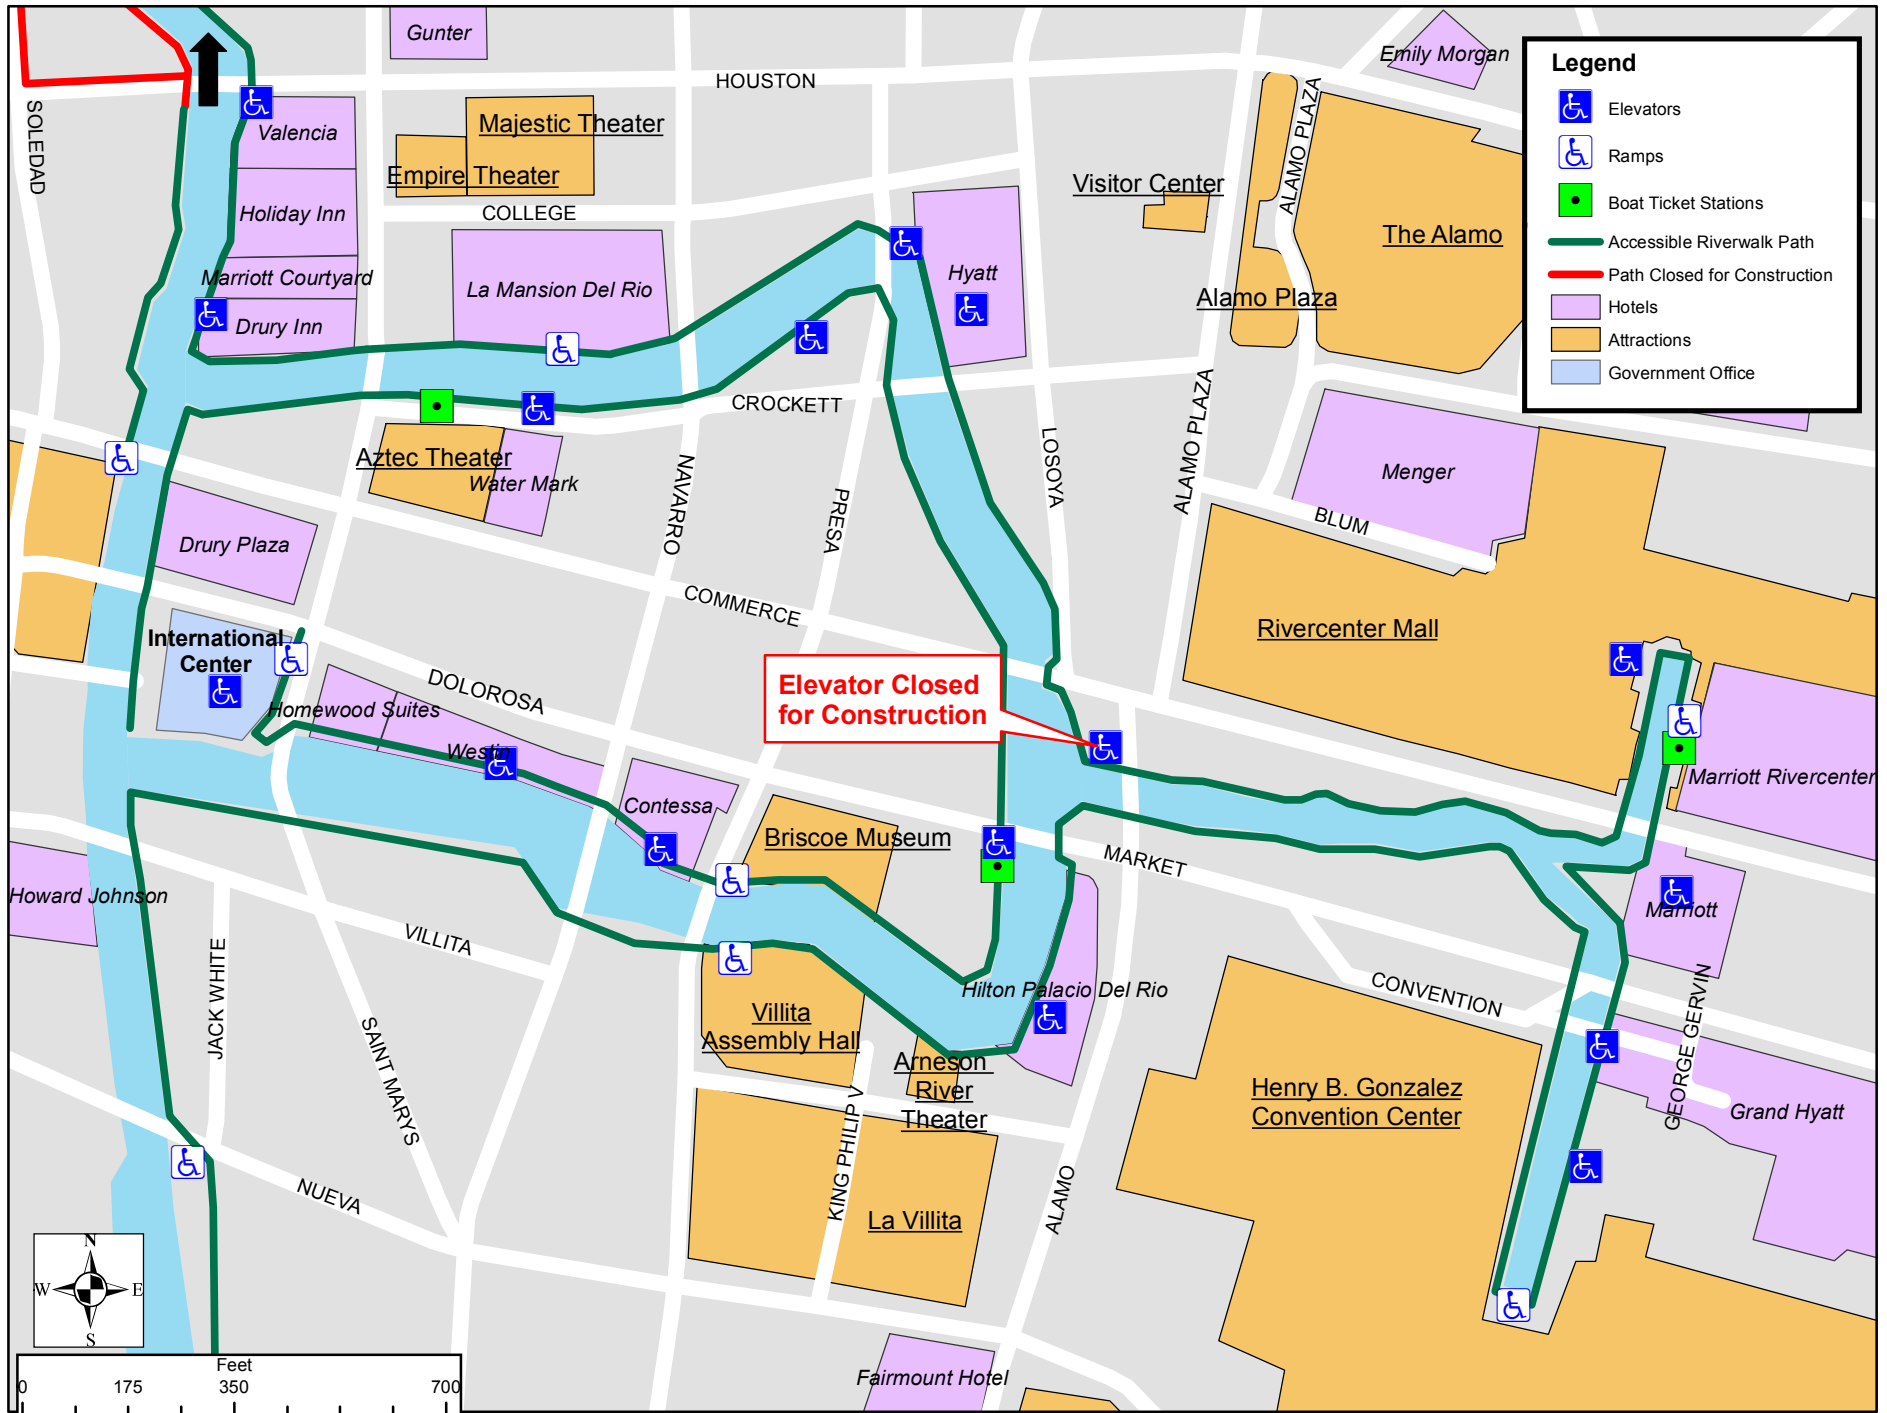 Gunter
Emily Morgan
HOUSTON
SOLEDAD
Valencia
Majestic Theater
Empire Theater
COLLEGE
Holiday Inn
Marriott Courtyard
Drury Inn
La Mansion Del Rio
Hyatt
Visitor Center
ALAMO PLAZA
The Alamo
Alamo Plaza
Legend
Elevators
Ramps
Boat Ticket Stations
Accessible Riverwalk Path
Path Closed for Construction
Hotels
Attractions
Government Office
CROCKETT
Aztec Theater
Water Mark
NAVARRO
PRESA
LOSOYA
ALAMO PLAZA
Menger
BLUM
Drury Plaza
COMMERCE
Rivercenter Mall
International
Center
Homewood Suites
DOLOROSA
Westin
Elevator Closed
for Construction
Marriott Rivercenter
Contessa
Briscoe Museum
MARKET
Howard Johnson
Marriott
VILLITA
JACK WHITE
SAINT MARYS
Hilton Palacio Del Rio
CONVENTION
GEORGE GERVIN
Villita
Assembly Hall
Arneson
River
Theater
Henry B. Gonzalez
Convention Center
Grand Hyatt
KING PHILIP V
NUEVA
La Villita
ALAMO
Fairmount Hotel
N
W
E
S
Feet
0
175
350
700